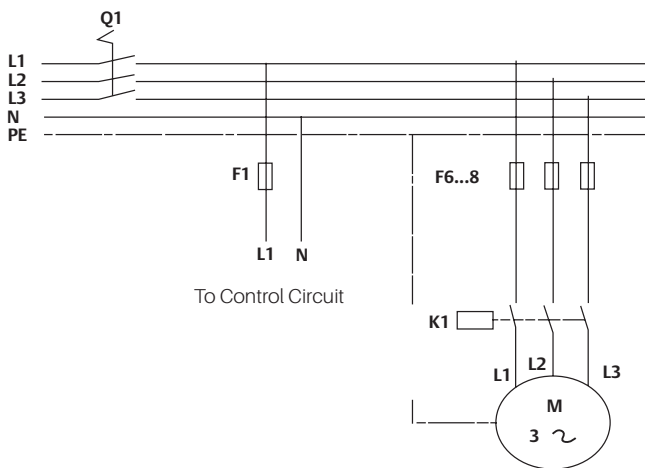 Q1
L1
L2
L3
N
PE
F1
F6...8
L1 N
To Control Circuit
K1
L1 L2 L3
M
3 ~